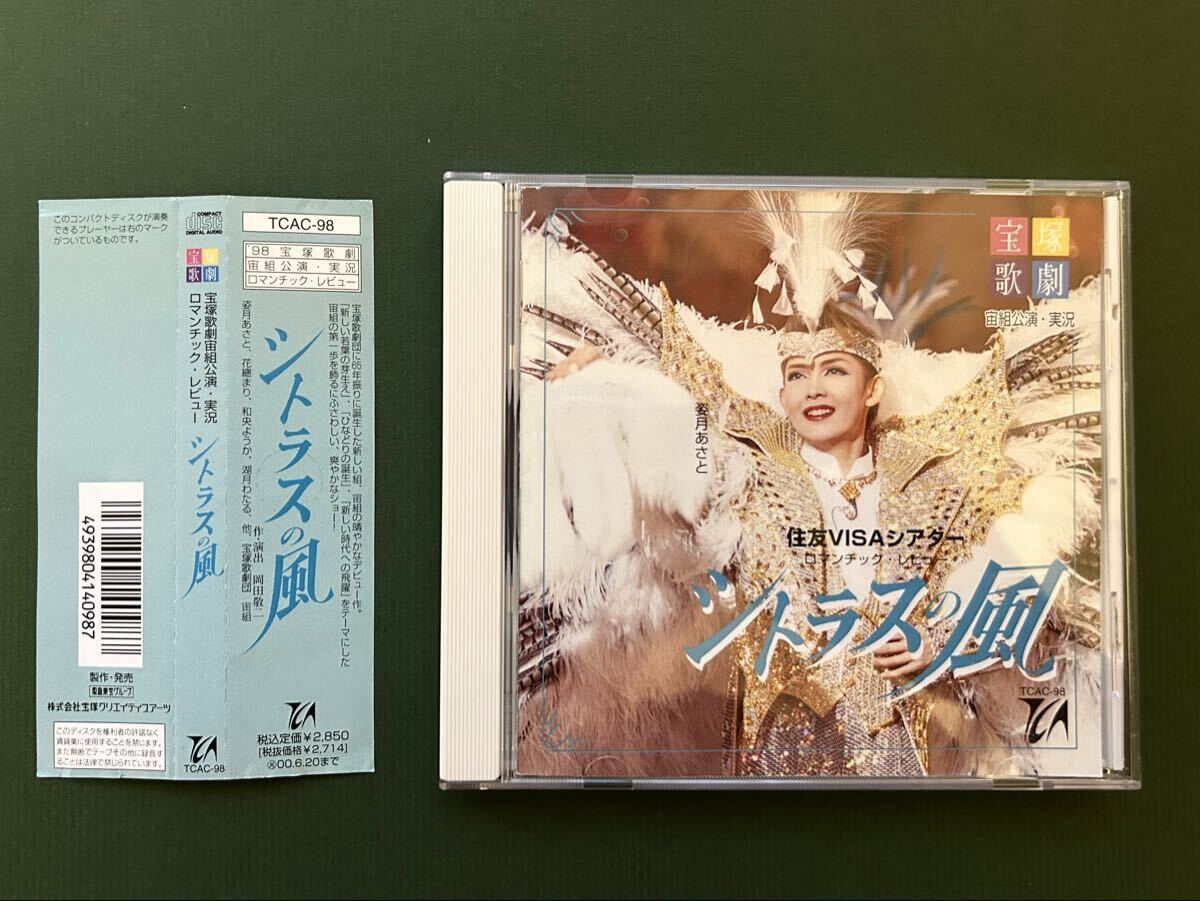 このコンパクトディスクが演奏
できるプレーヤーは右のマーク
がついているものです。
4939804140987
製作・発売
阪急東宝グループ
株式会社宝塚クリエイティブアーツ
このディスクを権利者の許諾なく
賃貸業に使用することを禁じます。
また無断でテープその他に録音す
ることは法律で禁じられています。
COMPACT
disc
DIGITAL AUDIO
宝塚
歌劇
宝塚歌劇宙組公演・実況
ロマンチック・レビュー
シトラスの風
TCA
TCAC-98
TCAC-98
'98宝塚歌劇
宙組公演・実況
ロマンチック・レビュー
宝塚歌劇団に65年振りに誕生した新しい組、宙組の晴やかなデビュー作。
「新しい若葉の芽生え」、「ひなどりの誕生」、「新しい時代への飛躍」をテーマにした
宙組の第一歩を飾るにふさわしい、爽やかなショー!
シトラスの風
作・演出 岡田敬二
姿月あさと、花總まり、和央ようか、湖月わたる、他、宝塚歌劇団 宙組
TCA
税込定価¥2,850
[税抜価格¥2,714]
㋘00.6.20まで
宝塚
歌劇
宙組公演・実況
姿月あさと
住友VISAシアター
ロマンチック・レビュー
シトラスの風
TCAC-98
TCA